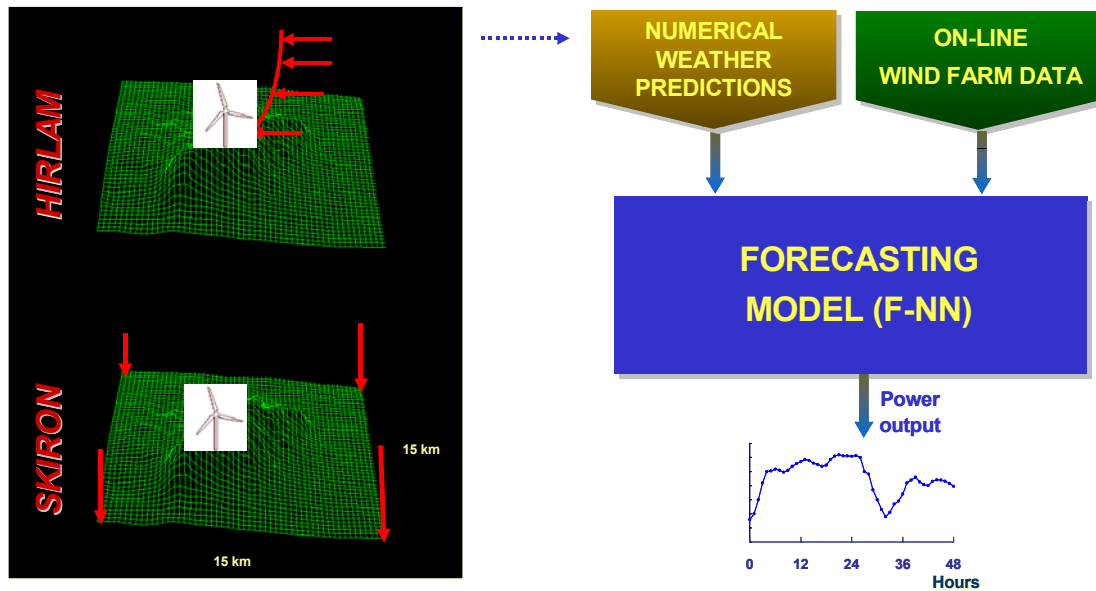 HIRLAM
SKIRON
15 km
15 km
NUMERICAL
WEATHER
PREDICTIONS
ON-LINE
WIND FARM DATA
FORECASTING
MODEL (F-NN)
Power
output
0 12 24 36 48
Hours